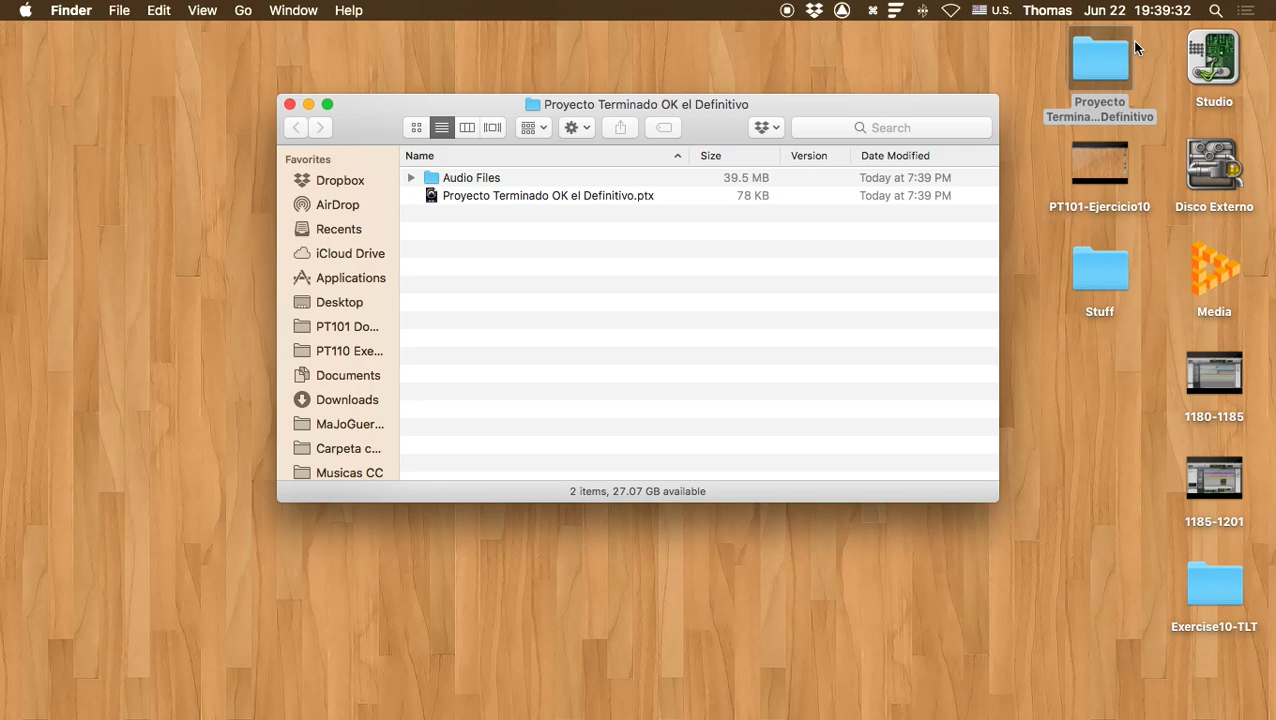 Finder File Edit View Go Window Help U.S. Thomas Jun 22 19:39:32
Proyecto Termina...Definitivo
Studio
PT101-Ejercicio10
Disco Externo
Stuff
Media
1180-1185
1185-1201
Exercise10-TLT
Proyecto Terminado OK el Definitivo
Search
Favorites
Dropbox
AirDrop
Recents
iCloud Drive
Applications
Desktop
PT101 Do...
PT110 Exe...
Documents
Downloads
MaJoGuer...
Carpeta c...
Musicas CC
Name Size Version Date Modified
Audio Files 39.5 MB Today at 7:39 PM
Proyecto Terminado OK el Definitivo.ptx 78 KB Today at 7:39 PM
2 items, 27.07 GB available